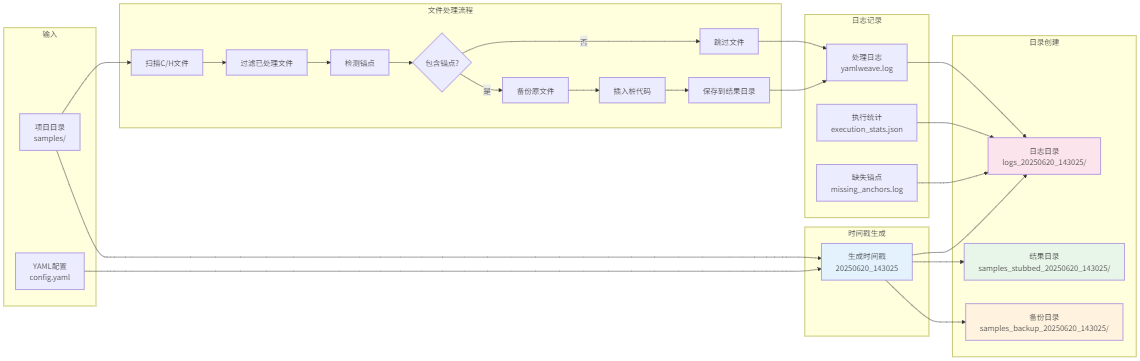 输入
项目目录
samples/
YAML配置
config.yaml
文件处理流程
扫描C/H文件
过滤已处理文件
检测锚点
包含锚点?
否
是
跳过文件
备份原文件
插入桩代码
保存到结果目录
日志记录
处理日志
yamlweave.log
执行统计
execution_stats.json
缺失锚点
missing_anchors.log
时间戳生成
生成时间戳
20250620_143025
目录创建
日志目录
logs_20250620_143025/
结果目录
samples_stubbed_20250620_143025/
备份目录
samples_backup_20250620_143025/